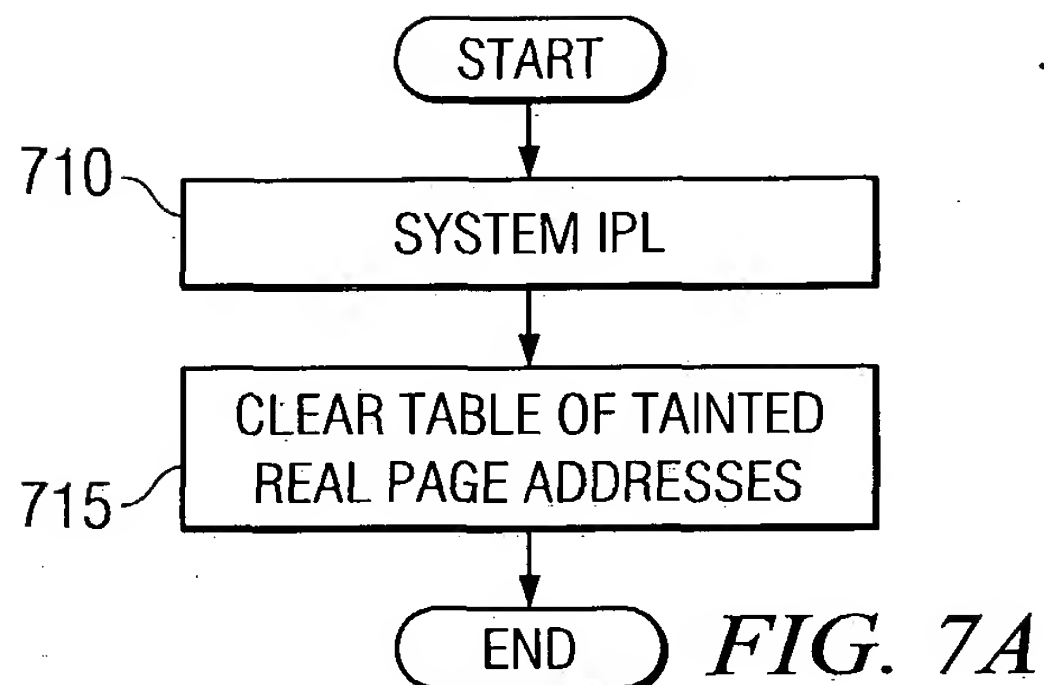 START
710
SYSTEM IPL
CLEAR TABLE OF TAINTED
REAL PAGE ADDRESSES
715
END
FIG. 7A